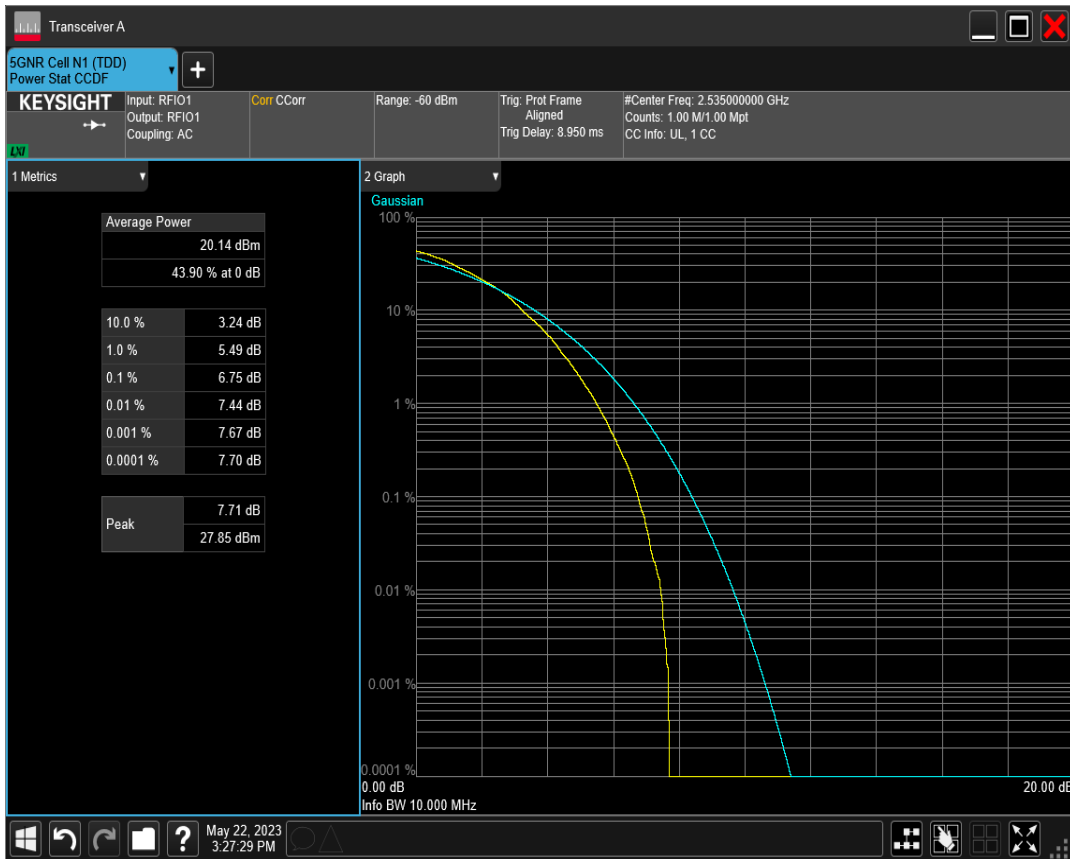 Transceiver A
5GNR Cell N1 (TDD)
Power Stat CCDF
+
KEYSIGHT
LXI
Input: RFIO1
Output: RFIO1
Coupling: AC
Corr CCorr
Range: -60 dBm
Trig: Prot Frame
Aligned
Trig Delay: 8.950 ms
#Center Freq: 2.535000000 GHz
Counts: 1.00 M/1.00 Mpt
CC Info: UL, 1 CC
1 Metrics
Average Power
20.14 dBm
43.90 % at 0 dB
10.0 % 3.24 dB
1.0 % 5.49 dB
0.1 % 6.75 dB
0.01 % 7.44 dB
0.001 % 7.67 dB
0.0001 % 7.70 dB
Peak 7.71 dB
27.85 dBm
2 Graph
Gaussian
100 %
10 %
1 %
0.1 %
0.01 %
0.001 %
0.0001 %
0.00 dB 20.00 dB
Info BW 10.000 MHz
?
May 22, 2023
3:27:29 PM